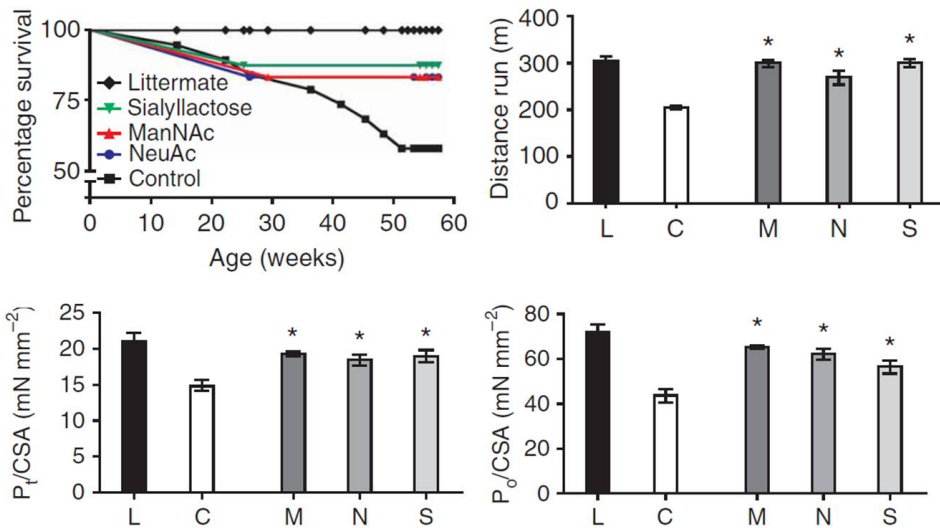 Percentage survival
100
75
50
Littermate
Sialyllactose
ManNAc
NeuAc
Control
0 10 20 30 40 50 60
Age (weeks)
Distance run (m)
400
300
200
100
0
* * *
L C M N S
Pt/CSA (mN mm−2)
25
20
15
10
5
0
* * *
L C M N S
Po/CSA (mN mm−2)
80
60
40
20
0
* * *
L C M N S